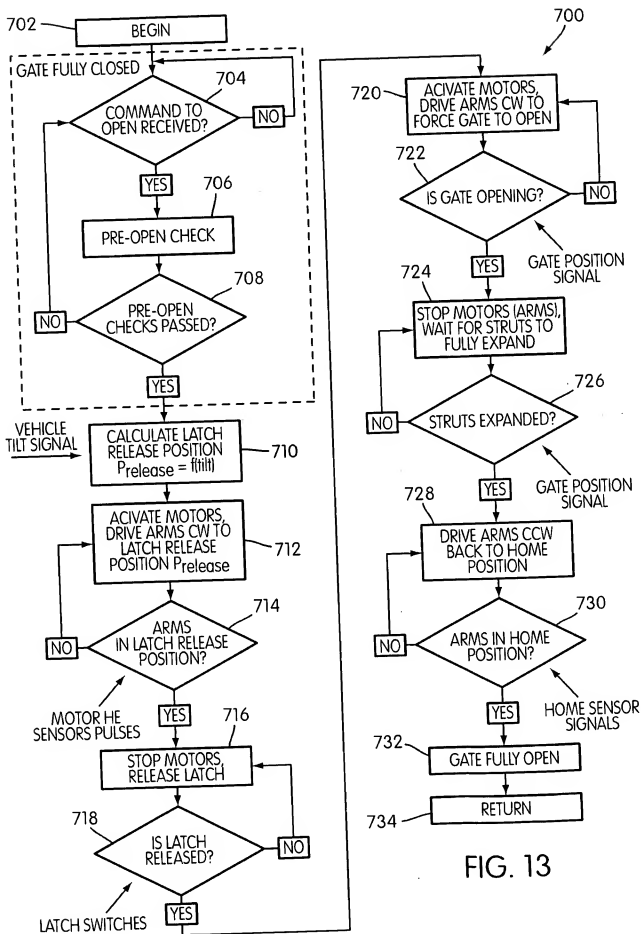 702
BEGIN
GATE FULLY CLOSED
704
COMMAND TO
OPEN RECEIVED?
NO
YES
706
PRE-OPEN CHECK
708
PRE-OPEN
CHECKS PASSED?
NO
YES
VEHICLE
TILT SIGNAL
CALCULATE LATCH
RELEASE POSITION
Prelease = f(tilt)
710
ACIVATE MOTORS,
DRIVE ARMS CW TO
LATCH RELEASE
POSITION Prelease
712
714
ARMS
IN LATCH RELEASE
POSITION?
NO
MOTOR HE
SENSORS PULSES
YES
716
STOP MOTORS,
RELEASE LATCH
718
IS LATCH
RELEASED?
NO
LATCH SWITCHES
YES
700
720
ACIVATE MOTORS,
DRIVE ARMS CW TO
FORCE GATE TO OPEN
722
IS GATE OPENING?
NO
GATE POSITION
SIGNAL
YES
724
STOP MOTORS (ARMS),
WAIT FOR STRUTS TO
FULLY EXPAND
726
STRUTS EXPANDED?
NO
GATE POSITION
SIGNAL
YES
728
DRIVE ARMS CCW
BACK TO HOME
POSITION
730
ARMS IN HOME
POSITION?
NO
HOME SENSOR
SIGNALS
YES
732
GATE FULLY OPEN
734
RETURN
FIG. 13